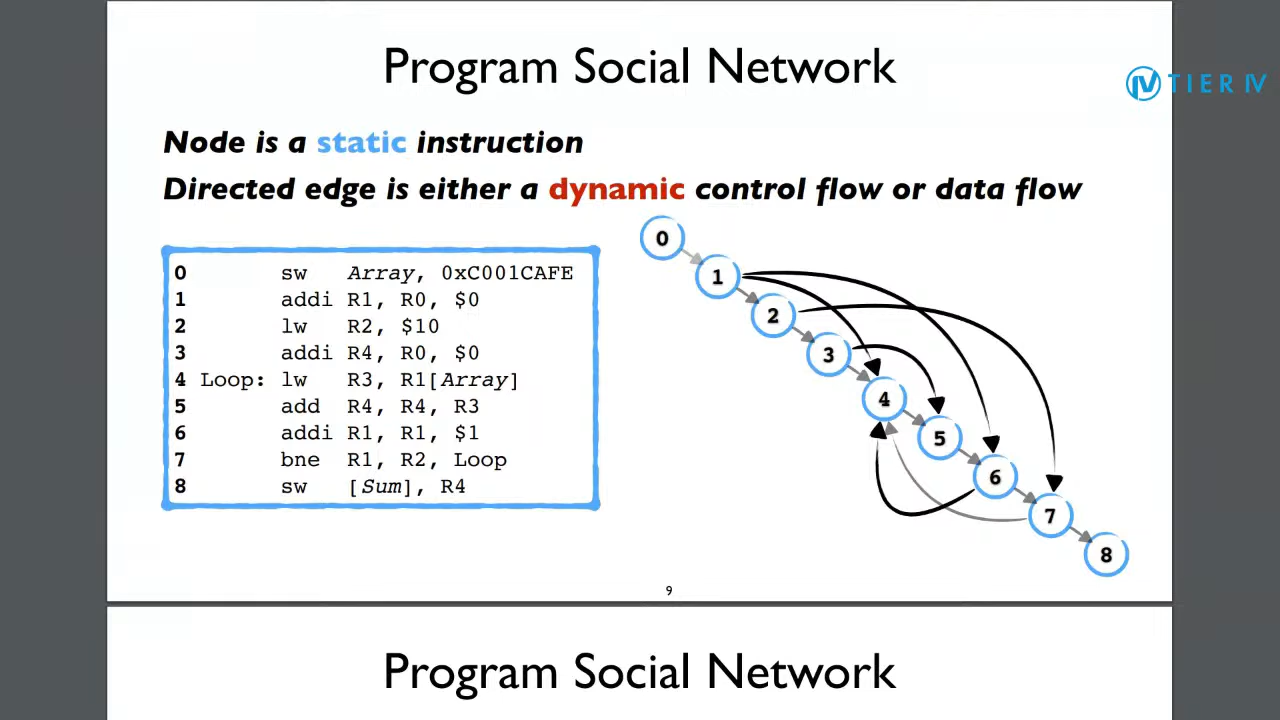 Program Social Network
TIER IV
Node is a static instruction
Directed edge is either a dynamic control flow or data flow
0 sw Array, 0xC001CAFE
1 addi R1, R0, $0
2 lw R2, $10
3 addi R4, R0, $0
4 Loop: lw R3, R1[Array]
5 add R4, R4, R3
6 addi R1, R1, $1
7 bne R1, R2, Loop
8 sw [Sum], R4
0
1
2
3
4
5
6
7
8
9
Program Social Network